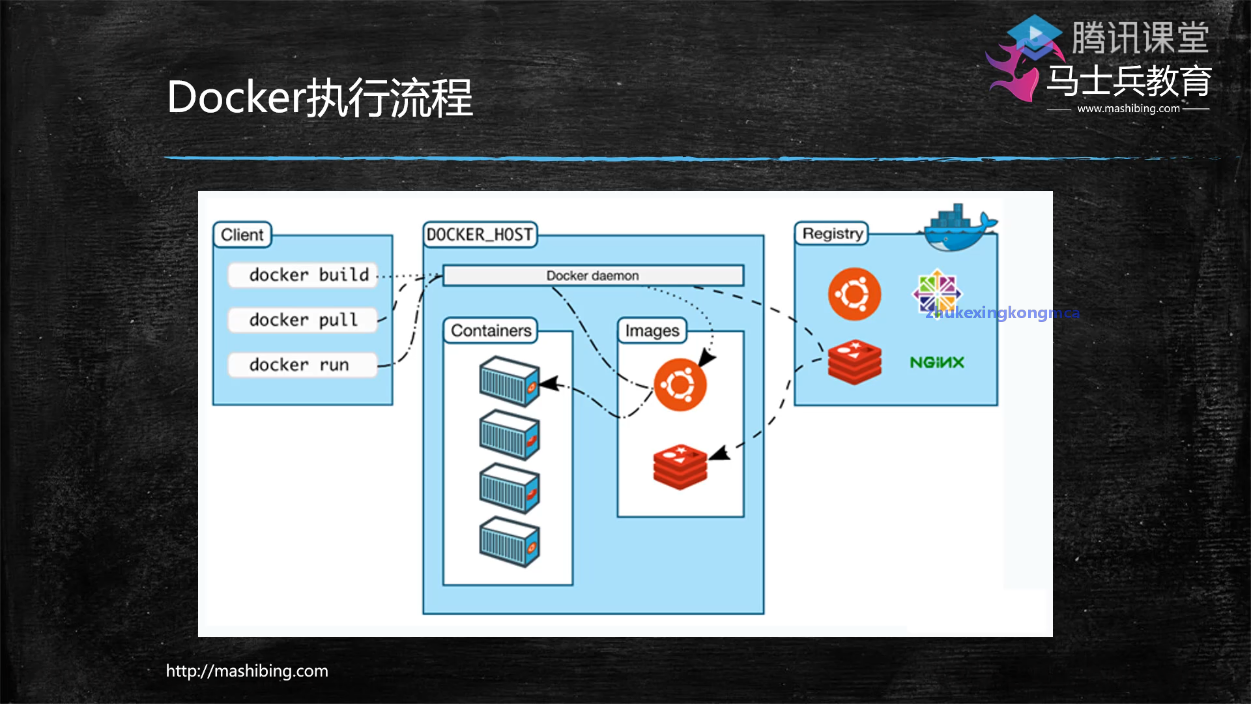 腾讯课堂
马士兵教育
www.mashibing.com
Docker执行流程
Client
docker build
docker pull
docker run
DOCKER_HOST
Docker daemon
Containers
Images
Registry
Zhukexingkongmca
NGINX
http://mashibing.com